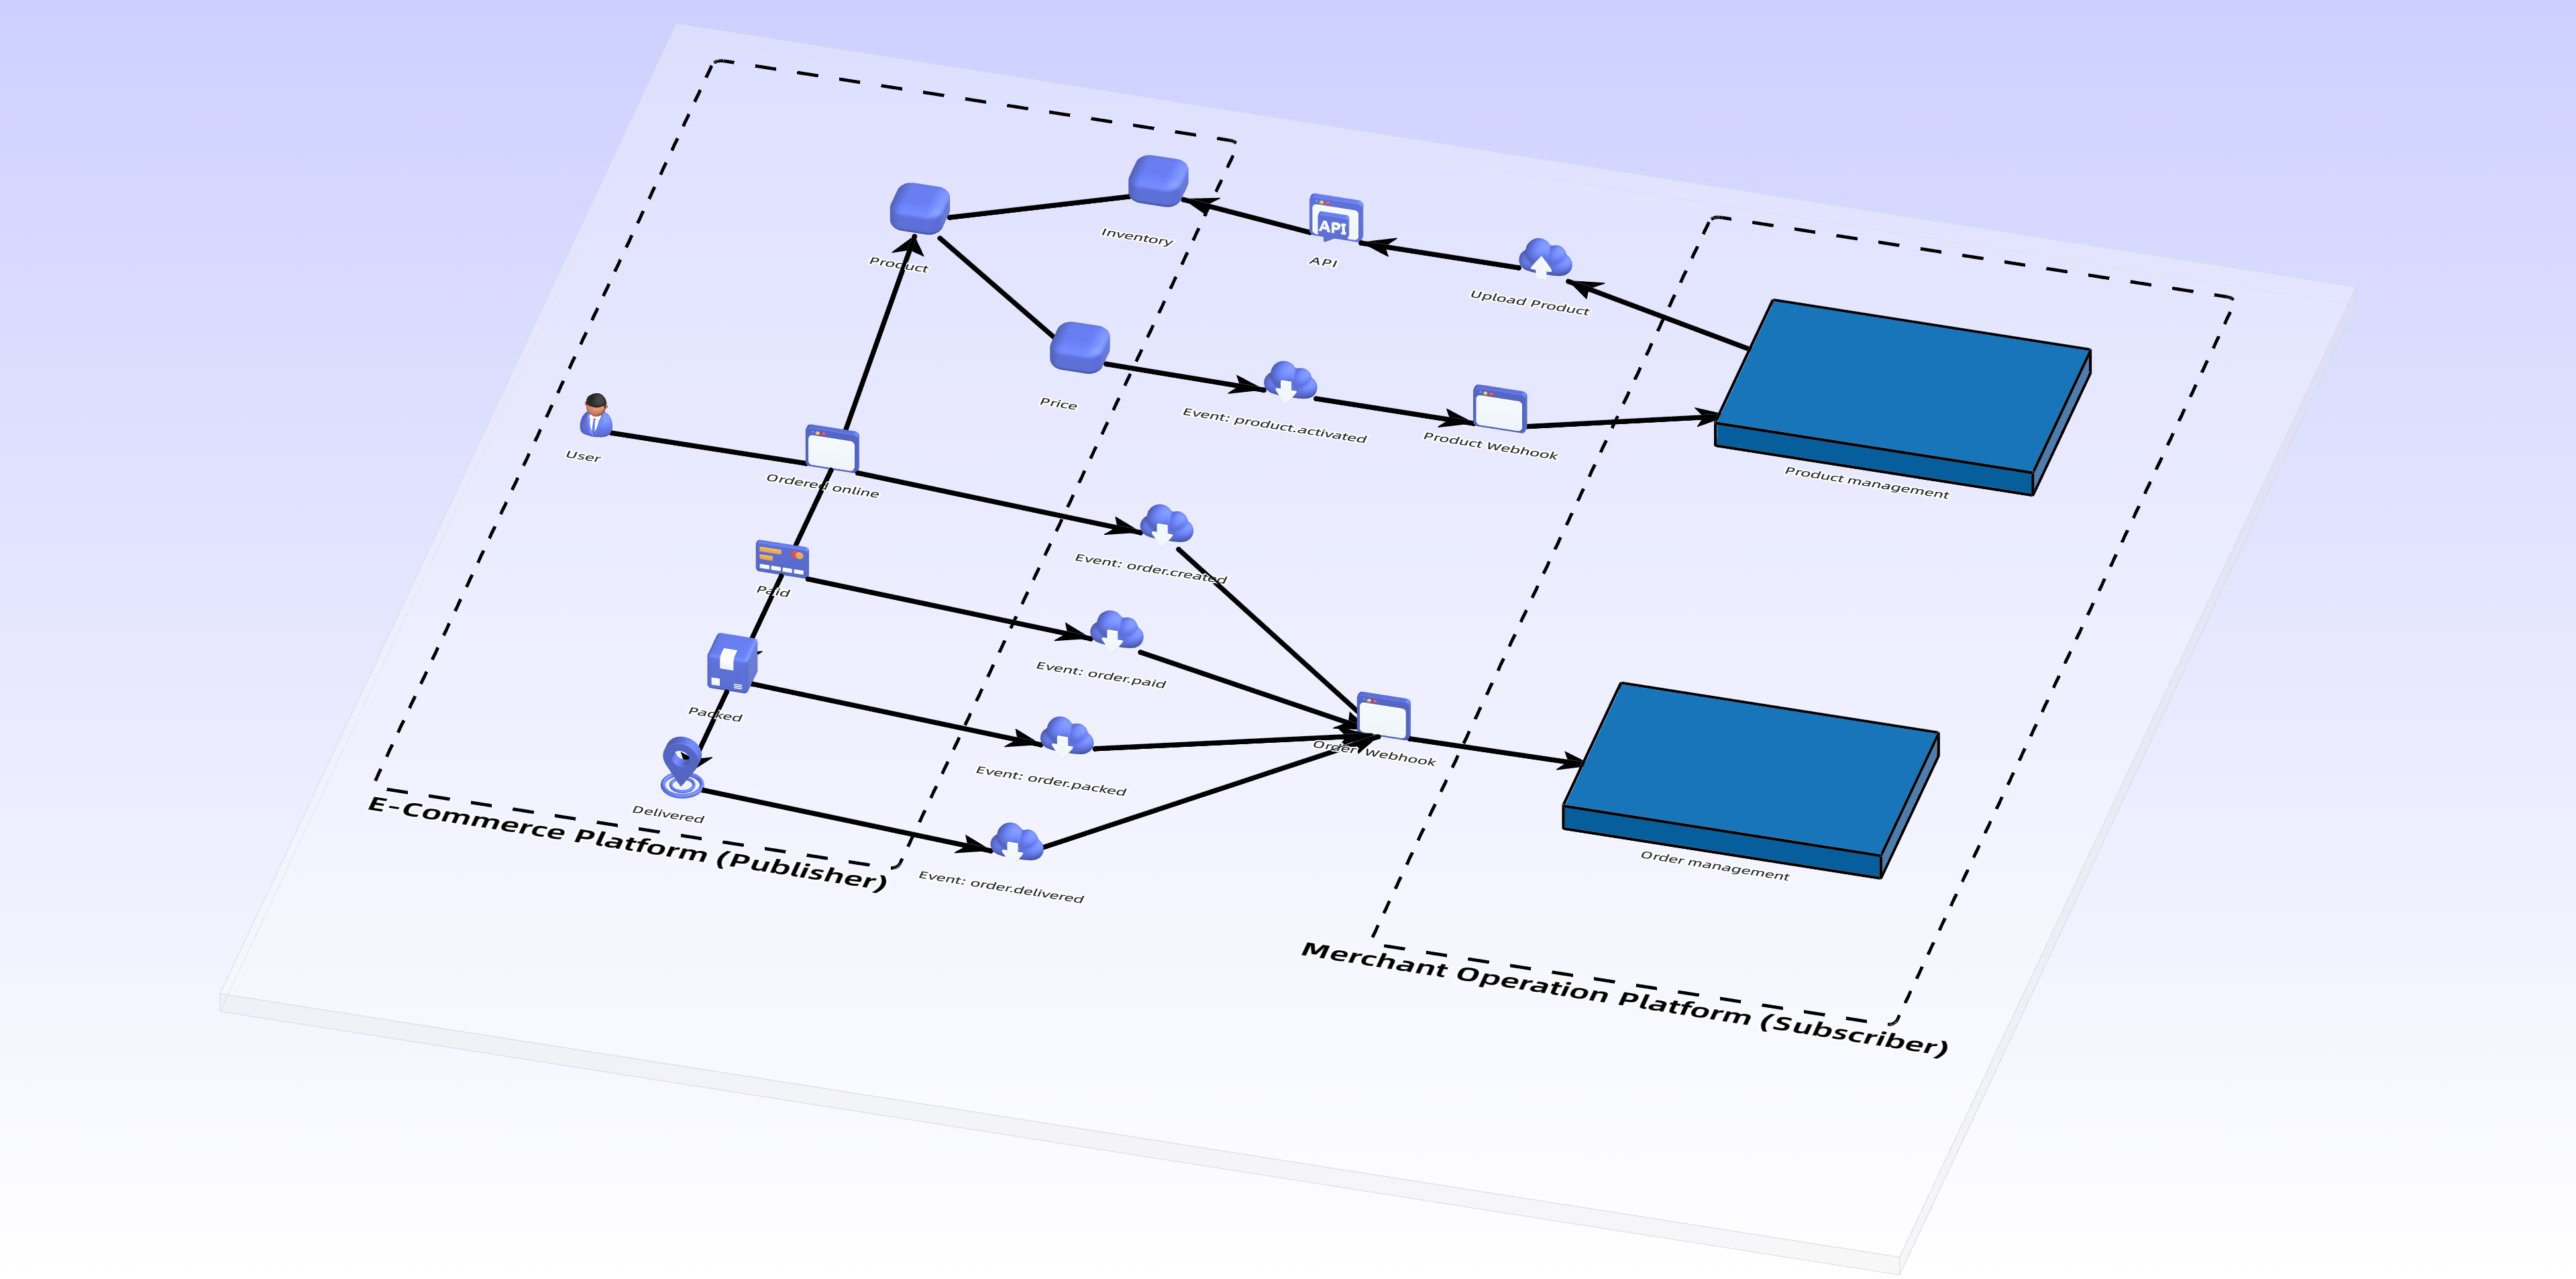 Inventory
Product
API
API
Upload Product
Price
Event: product.activated
Product Webhook
User
Ordered online
Product management
Event: order.created
Paid
Event: order.paid
Packed
Order Webhook
Event: order.packed
Delivered
Order management
E-Commerce Platform (Publisher)
Event: order.delivered
Merchant Operation Platform (Subscriber)